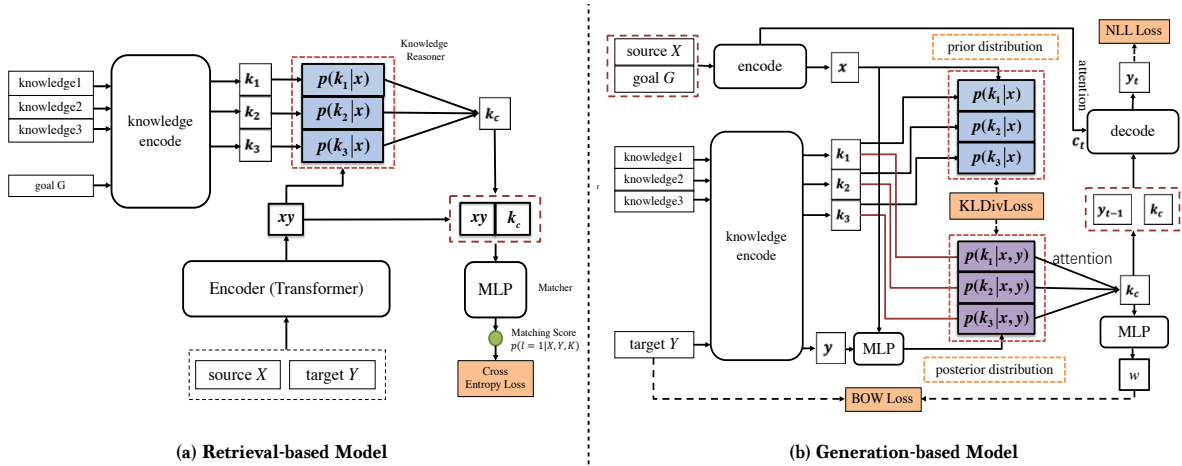 knowledge1
knowledge2
knowledge3
goal G
knowledge
encode
k1
k2
k3
p(k1|x)
p(k2|x)
p(k3|x)
Knowledge
Reasoner
kc
xy
xy
kc
Encoder (Transformer)
source X
target Y
MLP
Matcher
Matching Score
p(l = 1|X, Y, K)
Cross
Entropy Loss
(a) Retrieval-based Model
source X
goal G
encode
x
prior distribution
p(k1|x)
p(k2|x)
p(k3|x)
attention
NLL Loss
yt
decode
ct
yt−1
kc
knowledge1
knowledge2
knowledge3
r
knowledge
encode
k1
k2
k3
KLDivLoss
p(k1|x, y)
p(k2|x, y)
p(k3|x, y)
attention
kc
MLP
w
target Y
y
MLP
posterior distribution
BOW Loss
(b) Generation-based Model